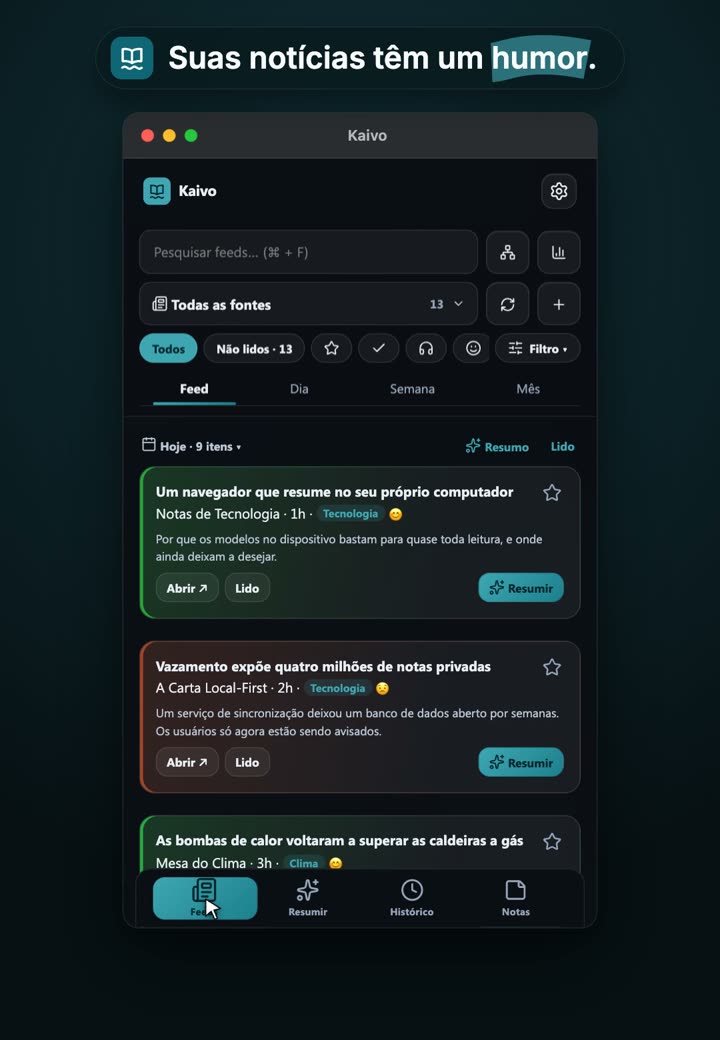 Suas notícias têm um humor.
Kaivo
Kaivo
Pesquisar feeds... (⌘ + F)
Todas as fontes 13
Todos Não lidos · 13 Filtro ▾
Feed Dia Semana Mês
Hoje · 9 itens ▾ Resumo Lido
Um navegador que resume no seu próprio computador
Notas de Tecnologia · 1h · Tecnologia 😊
Por que os modelos no dispositivo bastam para quase toda leitura, e onde
ainda deixam a desejar.
Abrir ↗ Lido Resumir
Vazamento expõe quatro milhões de notas privadas
A Carta Local-First · 2h · Tecnologia 😟
Um serviço de sincronização deixou um banco de dados aberto por semanas.
Os usuários só agora estão sendo avisados.
Abrir ↗ Lido Resumir
As bombas de calor voltaram a superar as caldeiras a gás
Mesa do Clima · 3h · Clima 😊
Resumir Histórico Notas